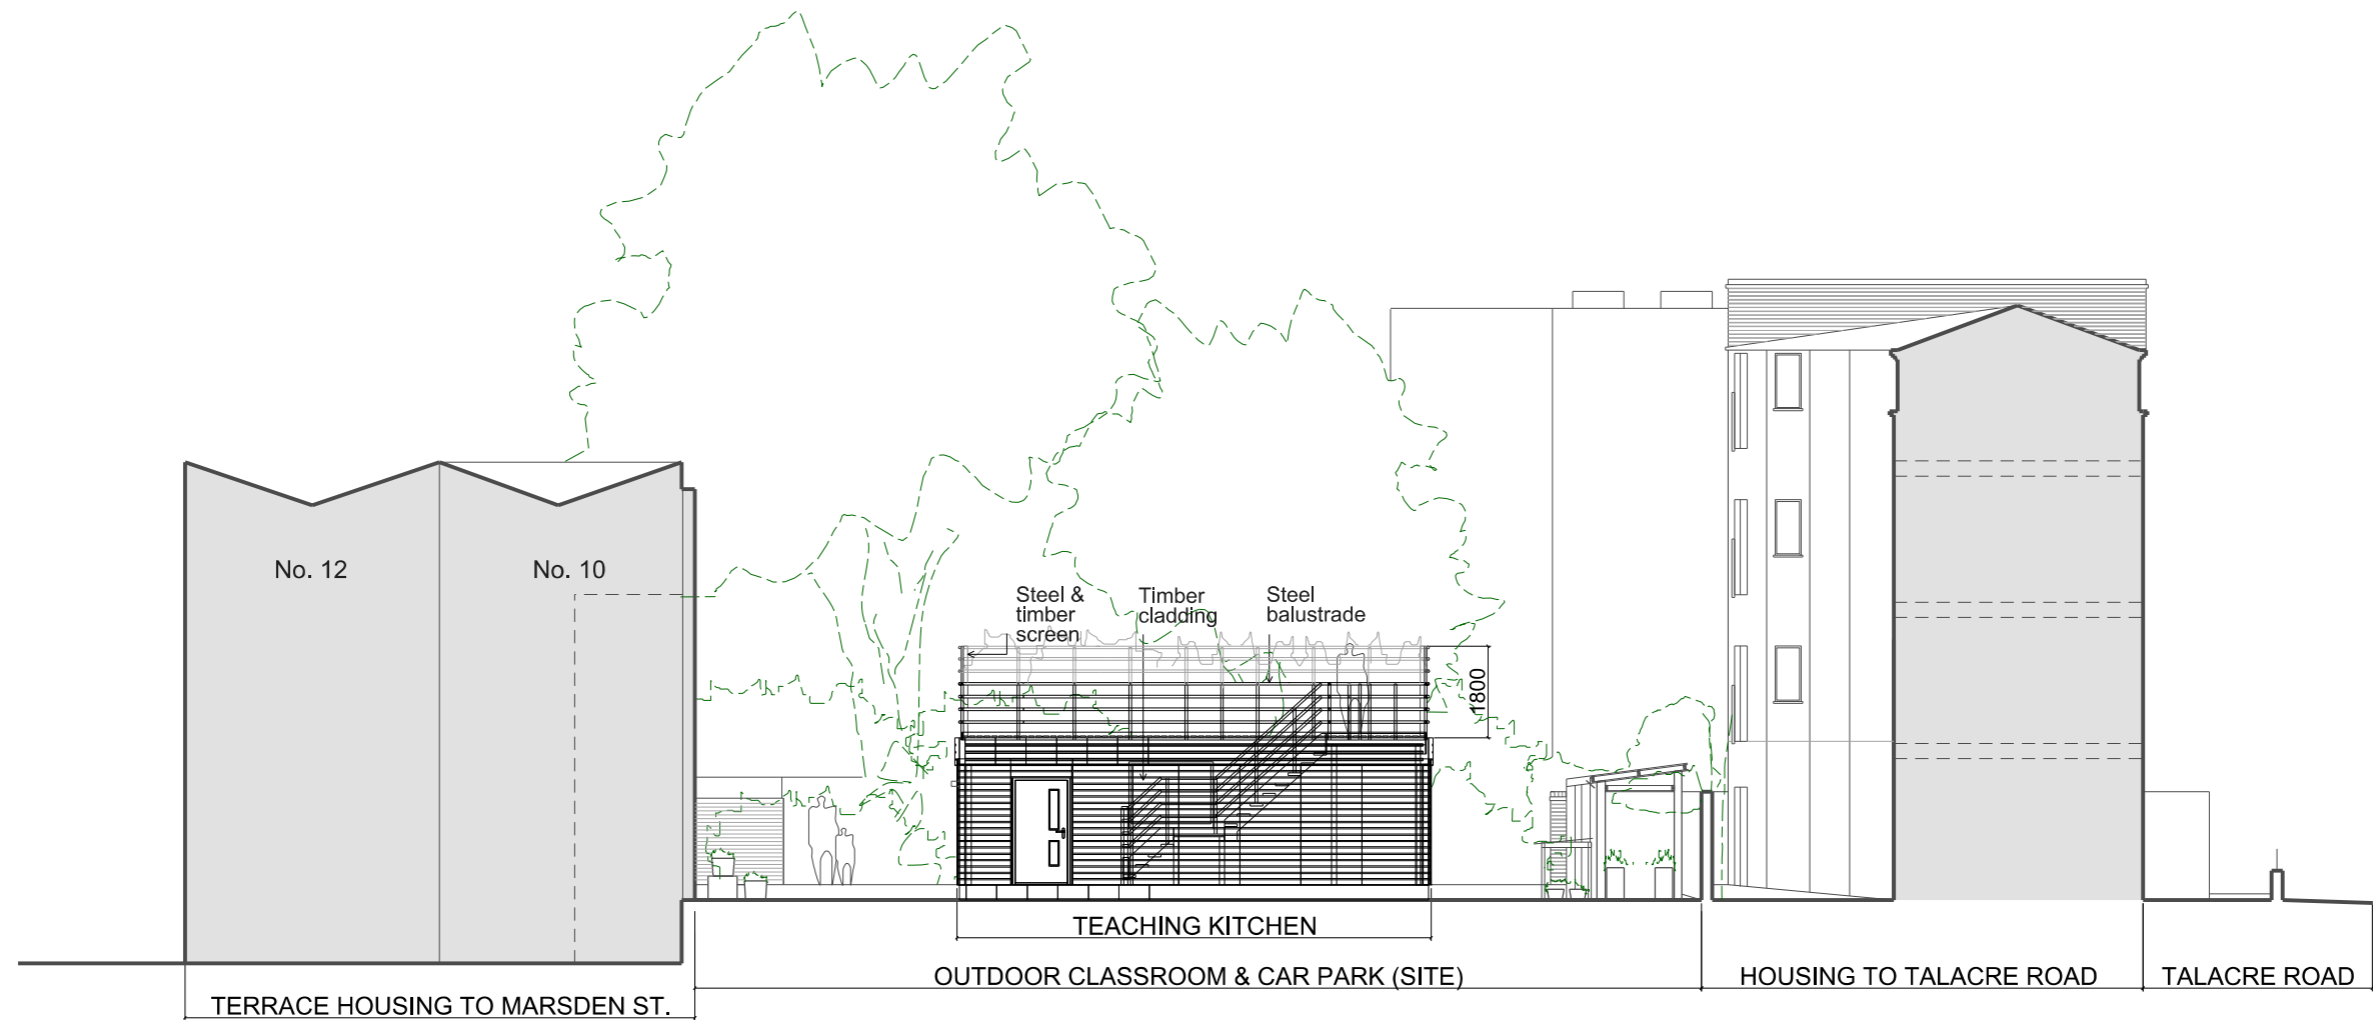 No. 12
No. 10
Steel &
timber
screen
Timber
cladding
Steel
balustrade
1800
TEACHING KITCHEN
OUTDOOR CLASSROOM & CAR PARK (SITE)
HOUSING TO TALACRE ROAD
TALACRE ROAD
TERRACE HOUSING TO MARSDEN ST.